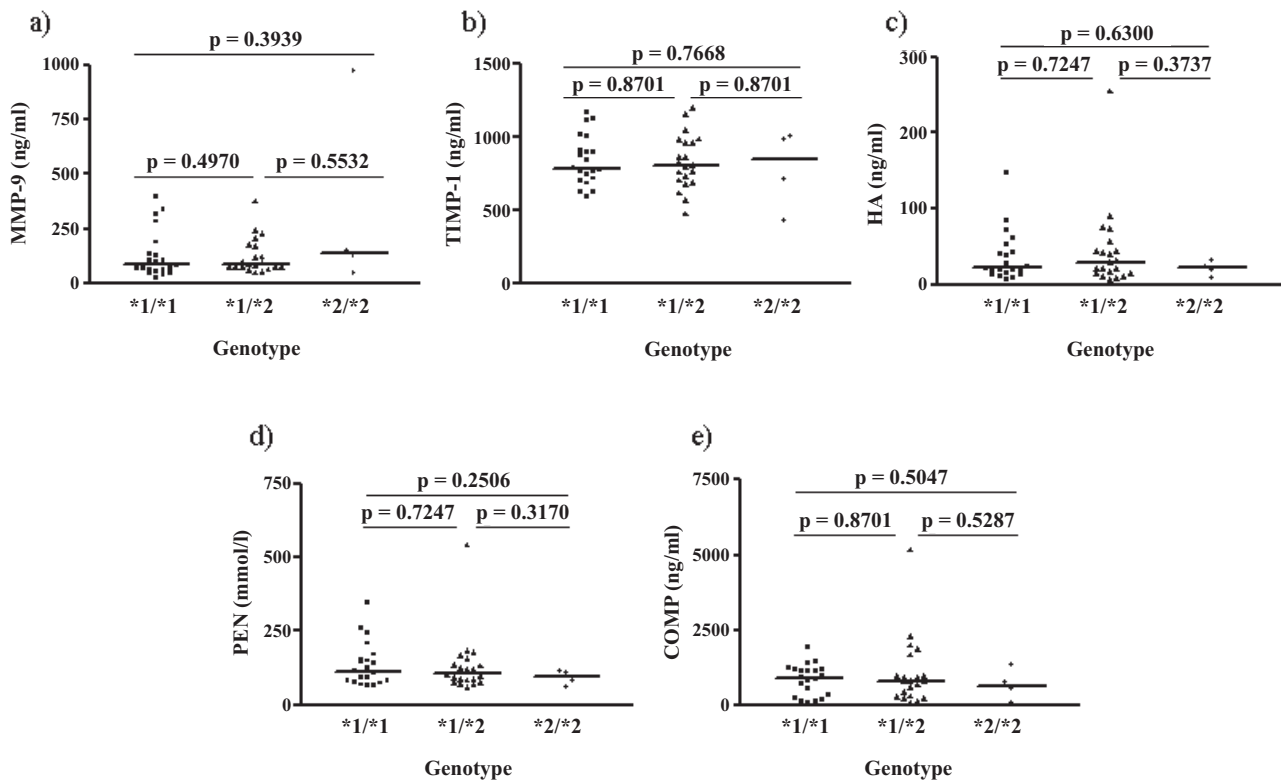 a)
p = 0.3939
p = 0.4970
p = 0.5532
MMP-9 (ng/ml)
1000
750
500
250
0
*1/*1 *1/*2 *2/*2
Genotype
b)
p = 0.7668
p = 0.8701
p = 0.8701
TIMP-1 (ng/ml)
1500
1000
500
0
*1/*1 *1/*2 *2/*2
Genotype
c)
p = 0.6300
p = 0.7247
p = 0.3737
HA (ng/ml)
300
200
100
0
*1/*1 *1/*2 *2/*2
Genotype
d)
p = 0.2506
p = 0.7247
p = 0.3170
PEN (mmol/l)
750
500
250
0
*1/*1 *1/*2 *2/*2
Genotype
e)
p = 0.5047
p = 0.8701
p = 0.5287
COMP (ng/ml)
7500
5000
2500
0
*1/*1 *1/*2 *2/*2
Genotype